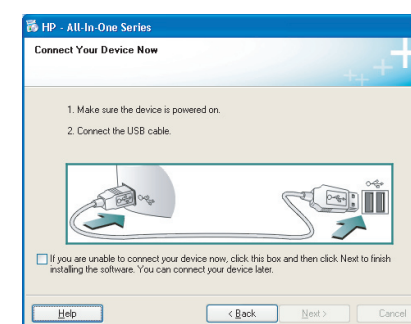 HP - All-In-One Series
Connect Your Device Now
1. Make sure the device is powered on.
2. Connect the USB cable.
If you are unable to connect your device now, click this box and then click Next to finish
installing the software. You can connect your device later.
Help
< Back
Next >
Cancel